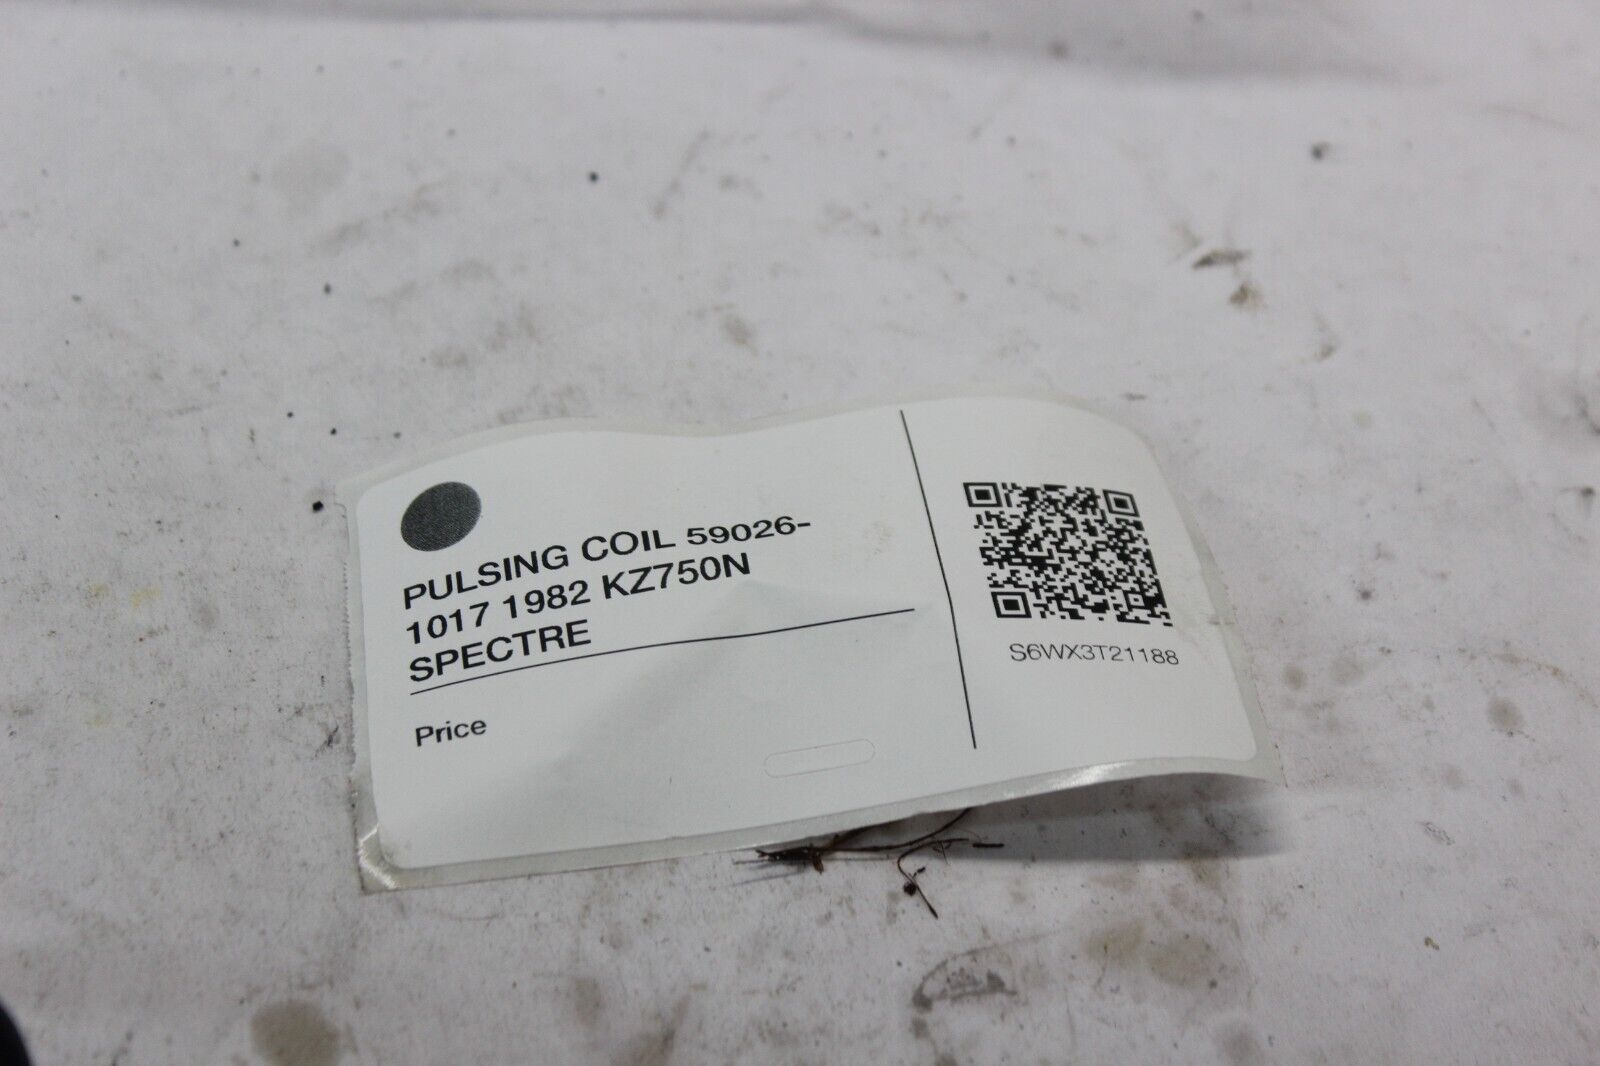 PULSING COIL 59026-
1017 1982 KZ750N
SPECTRE
Price
S6WX3T21188